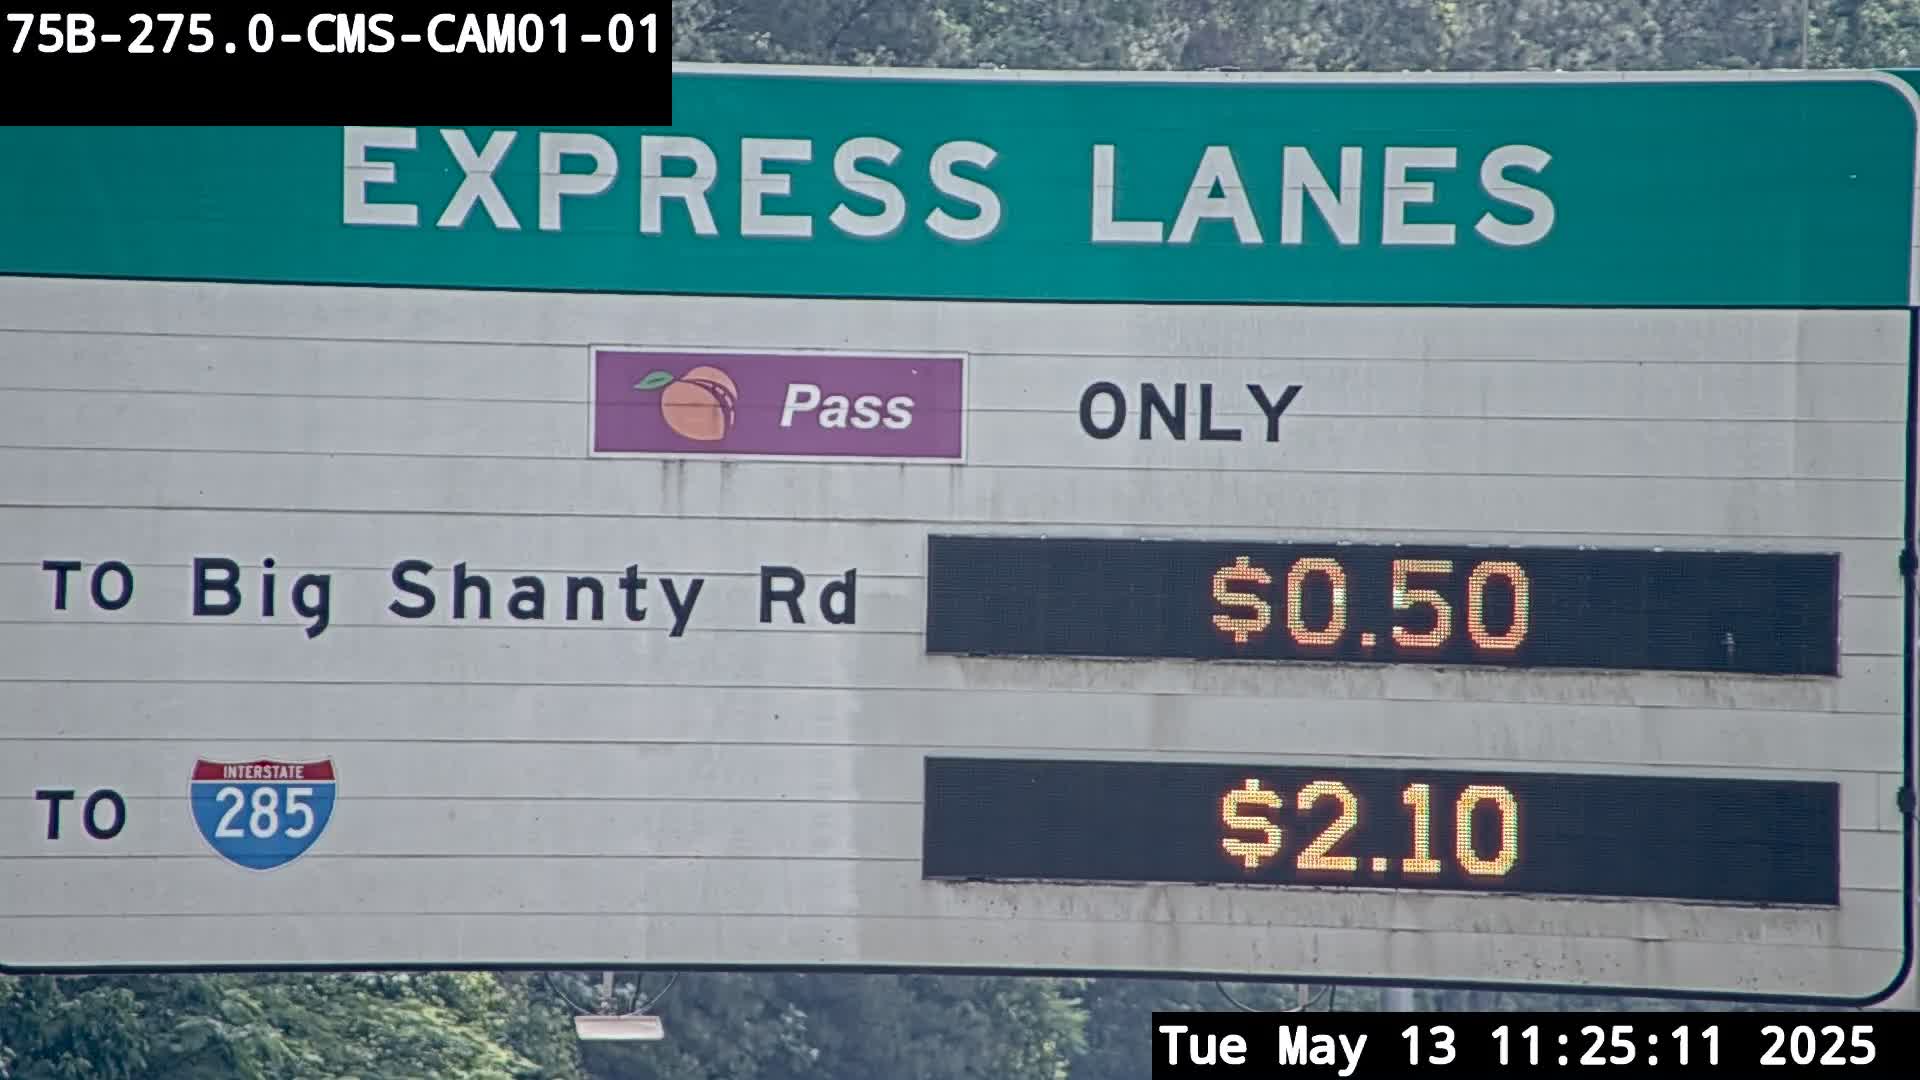 75B-275.0-CMS-CAM01-01
EXPRESS LANES
Pass ONLY
TO Big Shanty Rd $0.50
TO INTERSTATE 285 $2.10
Tue May 13 11:25:11 2025